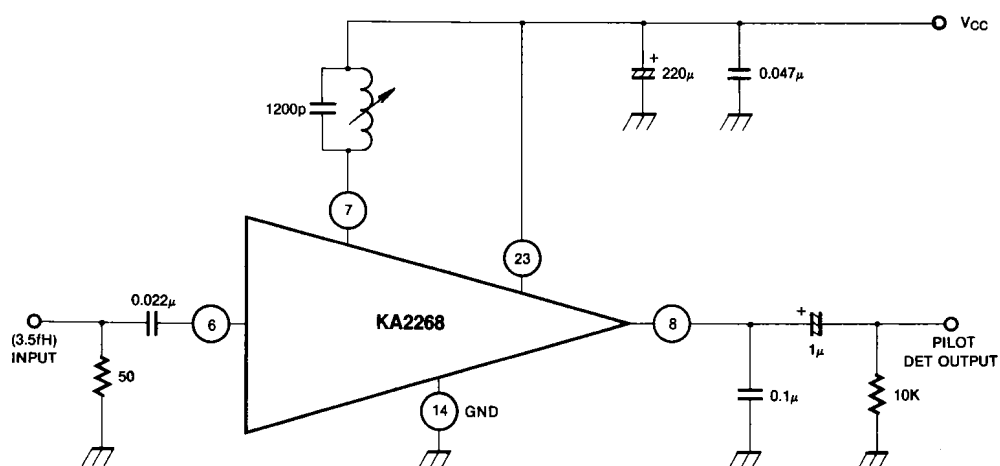 VCC
220µ
0.047µ
1200p
7
23
0.022µ
6
KA2268
8
(3.5fH)
INPUT
50
14
GND
+
+
1µ
0.1µ
10K
PILOT
DET OUTPUT